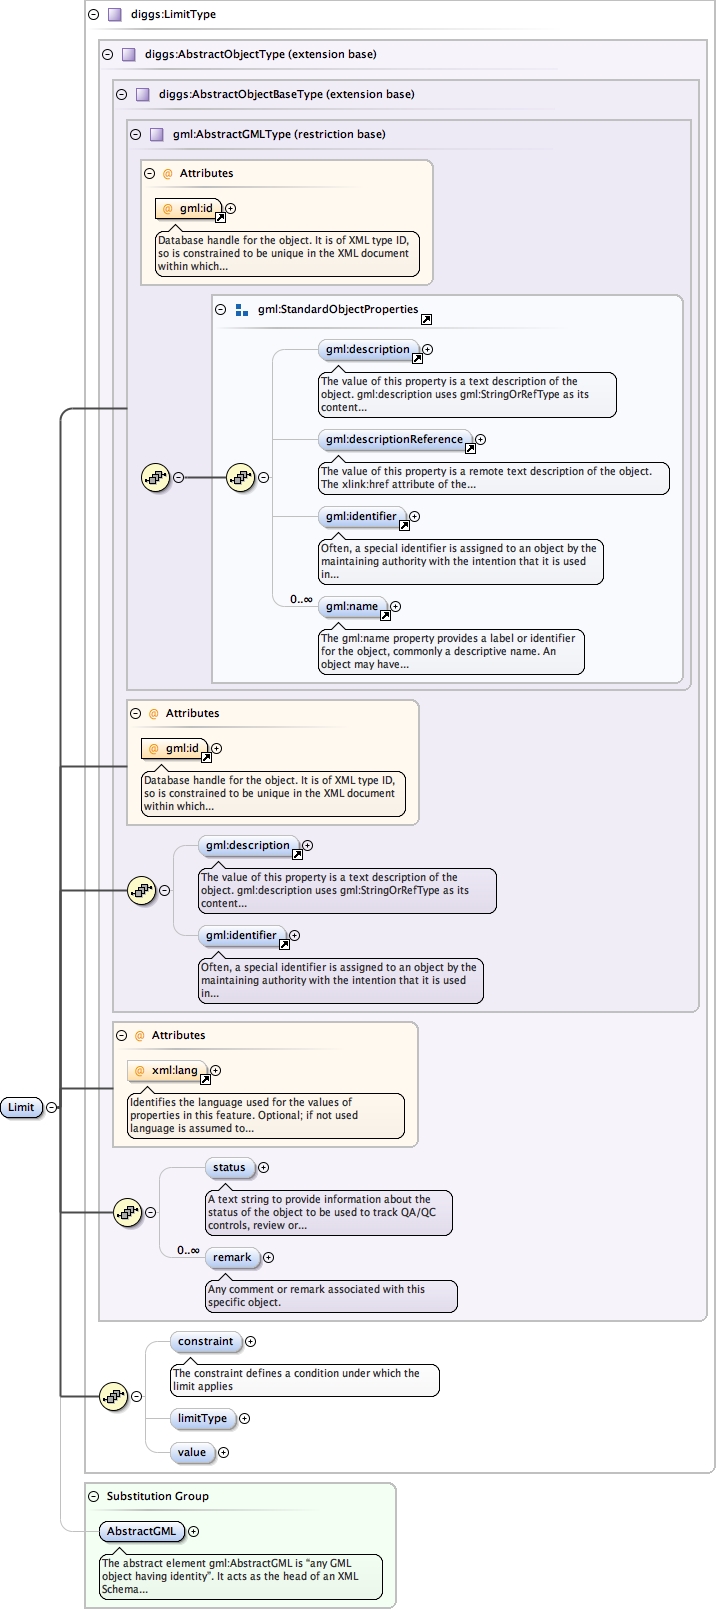 diggs:LimitType
diggs:AbstractObjectType (extension base)
diggs:AbstractObjectBaseType (extension base)
gml:AbstractGMLType (restriction base)
@ Attributes
@ gml:id
Database handle for the object. It is of XML type ID,
so is constrained to be unique in the XML document
within which...
gml:StandardObjectProperties
gml:description
The value of this property is a text description of the
object. gml:description uses gml:StringOrRefType as its
content...
gml:descriptionReference
The value of this property is a remote text description of the object.
The xlink:href attribute of the...
gml:identifier
Often, a special identifier is assigned to an object by the
maintaining authority with the intention that it is used
in...
0..∞
gml:name
The gml:name property provides a label or identifier
for the object, commonly a descriptive name. An
object may have...
@ Attributes
@ gml:id
Database handle for the object. It is of XML type ID,
so is constrained to be unique in the XML document
within which...
gml:description
The value of this property is a text description of the
object. gml:description uses gml:StringOrRefType as its
content...
gml:identifier
Often, a special identifier is assigned to an object by the
maintaining authority with the intention that it is used
in...
@ Attributes
@ xml:lang
Identifies the language used for the values of
properties in this feature. Optional; if not used
language is assumed to...
Limit
status
A text string to provide information about the
status of the object to be used to track QA/QC
controls, review or...
0..∞
remark
Any comment or remark associated with this
specific object.
constraint
The constraint defines a condition under which the
limit applies
limitType
value
Substitution Group
AbstractGML
The abstract element gml:AbstractGML is "any GML
object having identity". It acts as the head of an XML
Schema...